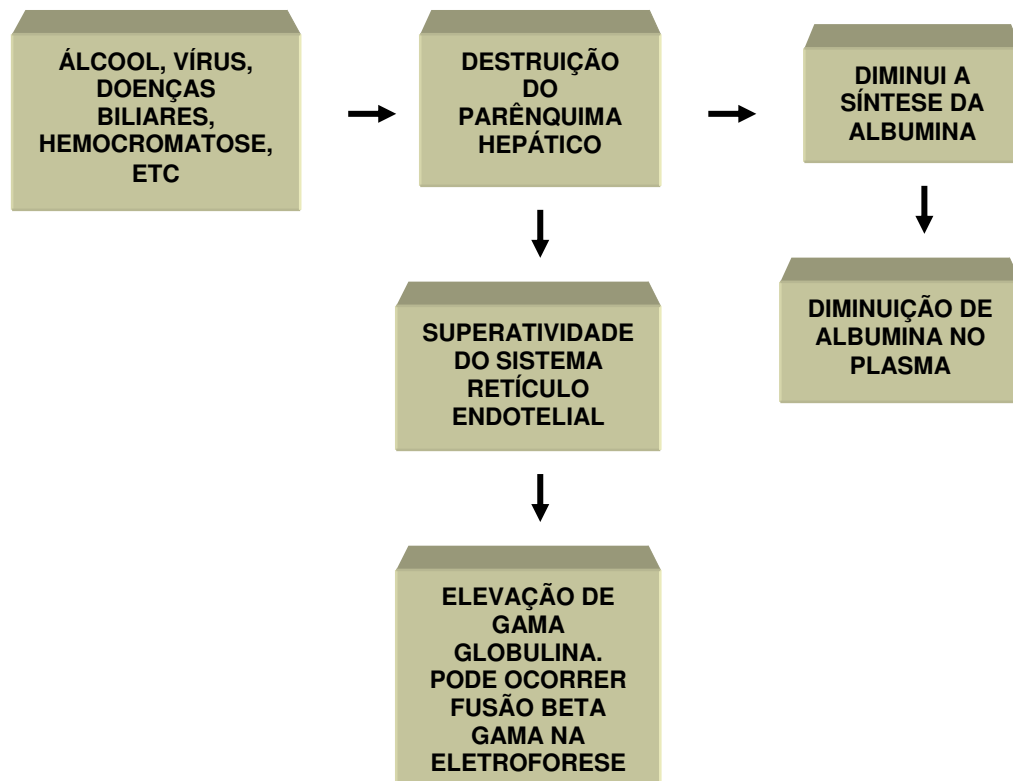 ÁLCOOL, VÍRUS,
DOENÇAS
BILIARES,
HEMOCROMATOSE,
ETC
DESTRUIÇÃO
DO
PARÊNQUIMA
HEPÁTICO
DIMINUI A
SÍNTESE DA
ALBUMINA
SUPERATIVIDADE
DO SISTEMA
RETÍCULO
ENDOTELIAL
DIMINUIÇÃO DE
ALBUMINA NO
PLASMA
ELEVAÇÃO DE
GAMA
GLOBULINA.
PODE OCORRER
FUSÃO BETA
GAMA NA
ELETROFORESE